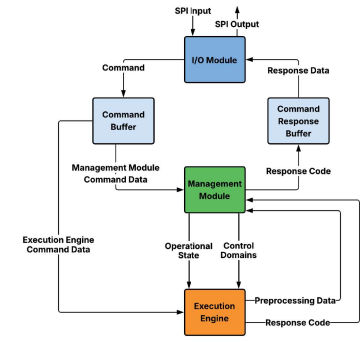 SPI Input
SPI Output
I/O Module
Command
Response Data
Command
Buffer
Command
Response
Buffer
Management Module
Command Data
Management
Module
Response Code
Execution Engine
Command Data
Operational
State
Control
Domains
Execution
Engine
Preprocessing Data
Response Code